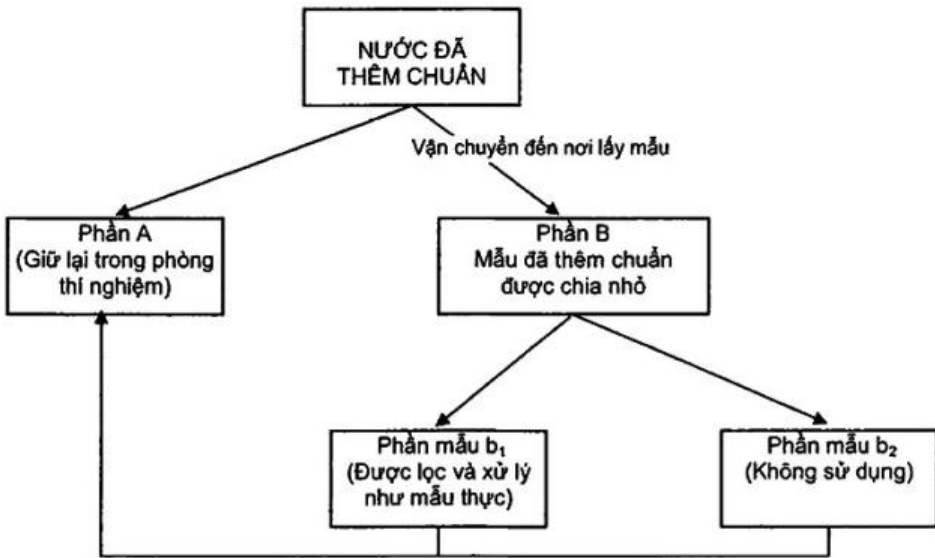 NƯỚC ĐÃ
THÊM CHUẨN
Vận chuyển đến nơi lấy mẫu
Phần A
(Giữ lại trong phòng
thí nghiệm)
Phần B
Mẫu đã thêm chuẩn
được chia nhỏ
Phần mẫu b₁
(Được lọc và xử lý
như mẫu thực)
Phần mẫu b₂
(Không sử dụng)